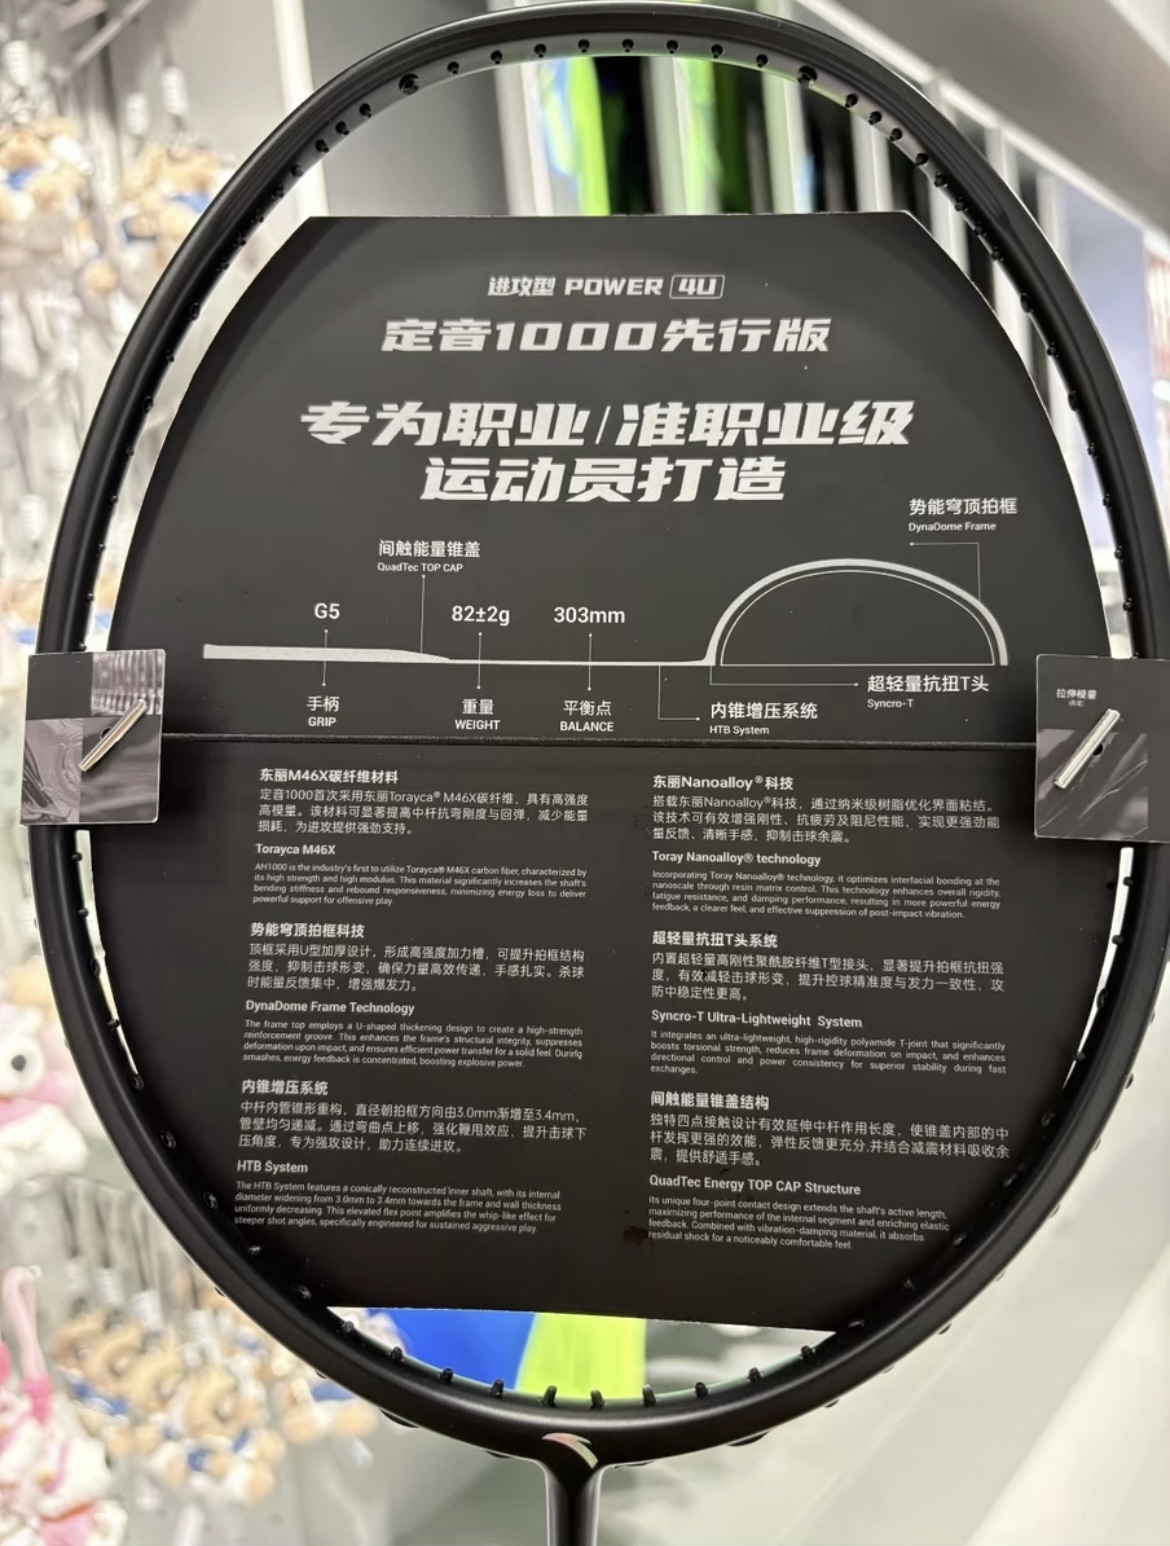 进攻型 POWER 4U
定音1000先行版
专为职业/准职业级
运动员打造
势能穹顶拍框
DynaDome Frame
间触能量锥盖
QuadTec TOP CAP
G5
82±2g
303mm
手柄
GRIP
重量
WEIGHT
平衡点
BALANCE
内锥增压系统
HTB System
超轻量抗扭T头
Syncro-T
拉伸模量
东丽M46X碳纤维材料
定音1000首次采用东丽Torayca® M46X碳纤维，具有高强度
高模量。该材料可显著提高中杆抗弯刚度与回弹，减少能量
损耗，为进攻提供强劲支持。
Torayca M46X
AH1000 is the industry's first to utilize Torayca® M46X carbon fiber, characterized by
its high strength and high modulus. This material significantly increases the shaft's
bending stiffness and rebound responsiveness, minimizing energy loss to deliver
powerful support for offensive play.
势能穹顶拍框科技
顶框采用U型加厚设计，形成高强度加力槽，可提升拍框结构
强度，抑制击球形变，确保力量高效传递，手感扎实。杀球
时能量反馈集中，增强爆发力。
DynaDome Frame Technology
The frame top employs a U-shaped thickening design to create a high-strength
reinforcement groove. This enhances the frame's structural integrity, suppresses
deformation upon impact, and ensures efficient power transfer for a solid feel. During
smashes, energy feedback is concentrated, boosting explosive power.
内锥增压系统
中杆内管锥形重构，直径朝拍框方向由3.0mm渐增至3.4mm，
管壁均匀递减。通过弯曲点上移，强化鞭甩效应，提升击球下
压角度，专为强攻设计，助力连续进攻。
HTB System
The HTB System features a conically reconstructed inner shaft, with its internal
diameter widening from 3.0mm to 3.4mm towards the frame and wall thickness
uniformly decreasing. This elevated flex point amplifies the whip-like effect for
steeper shot angles, specifically engineered for sustained aggressive play.
东丽Nanoalloy®科技
搭载东丽Nanoalloy®科技，通过纳米级树脂优化界面粘结。
该技术可有效增强刚性、抗疲劳及阻尼性能，实现更强劲能
量反馈、清晰手感，抑制击球余震。
Toray Nanoalloy® technology
Incorporating Toray Nanoalloy® technology, it optimizes interfacial bonding at the
nanoscale through resin matrix control. This technology enhances overall rigidity,
fatigue resistance, and damping performance, resulting in more powerful energy
feedback, a clearer feel, and effective suppression of post-impact vibration.
超轻量抗扭T头系统
内置超轻量高刚性聚酰胺纤维T型接头，显著提升拍框抗扭强
度，有效减轻击球形变，提升控球精准度与发力一致性，攻
防中稳定性更高。
Syncro-T Ultra-Lightweight System
It integrates an ultra-lightweight, high-rigidity polyamide T-joint that significantly
boosts torsional strength, reduces frame deformation on impact, and enhances
directional control and power consistency for superior stability during fast
exchanges.
间触能量锥盖结构
独特四点接触设计有效延伸中杆作用长度，使锥盖内部的中
杆发挥更强的效能，弹性反馈更充分,并结合减震材料吸收余
震，提供舒适手感。
QuadTec Energy TOP CAP Structure
Its unique four-point contact design extends the shaft's active length,
maximizing performance of the internal segment and enriching elastic
feedback. Combined with vibration-damping material, it absorbs
residual shock for a noticeably comfortable feel.